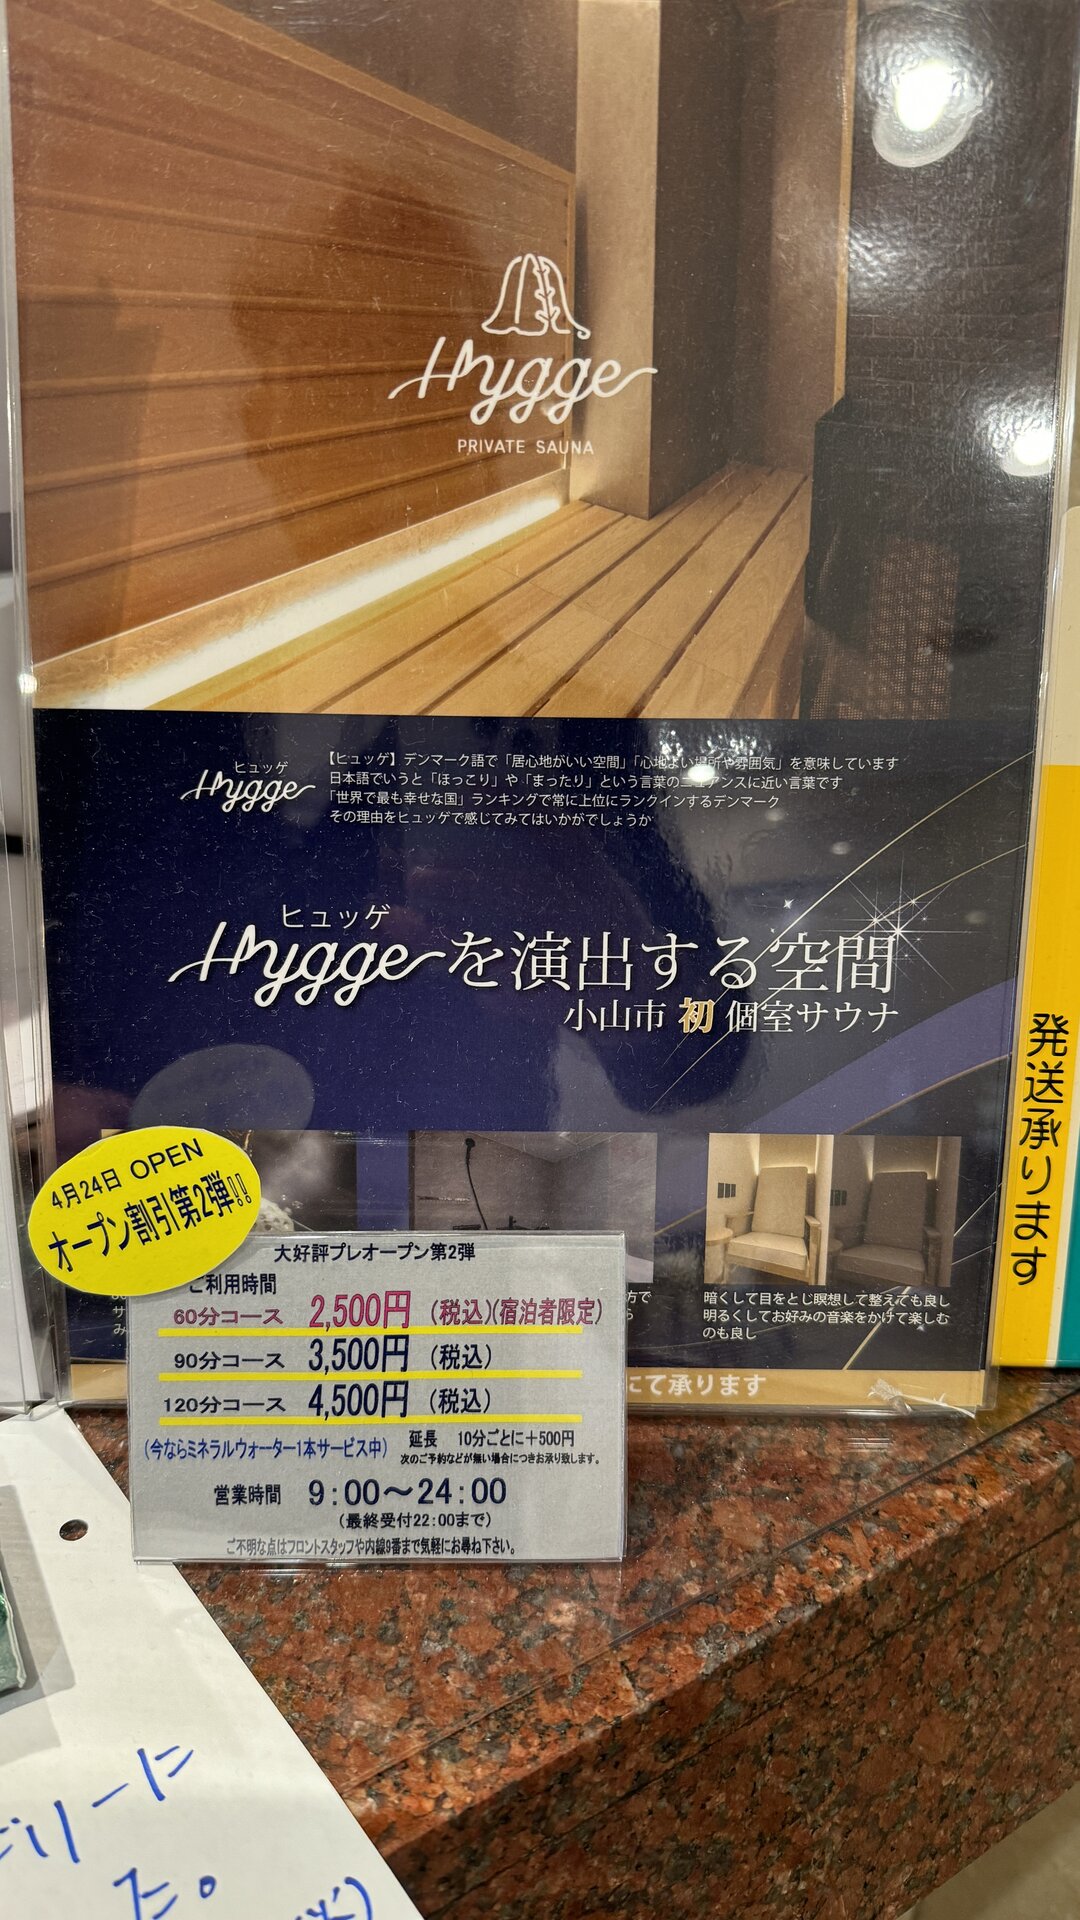 Hygge
PRIVATE SAUNA
ヒュッゲ
Hygge
【ヒュッゲ】デンマーク語で「居心地がいい空間」「心地よい場所や雰囲気」を意味しています
日本語でいうと「ほっこり」や「まったり」という言葉のニュアンスに近い言葉です
「世界で最も幸せな国」ランキングで常に上位にランクインするデンマーク
その理由をヒュッゲで感じてみてはいかがでしょうか
ヒュッゲ
Hyggeを演出する空間
小山市 初 個室サウナ
発送承ります
4月24日 OPEN
オープン割引第2弾!!
暗くして目をとじ瞑想して整えても良し
明るくしてお好みの音楽をかけて楽しむ
のも良し
にて承ります
大好評プレオープン第2弾
ご利用時間
60分コース 2,500円 (税込)(宿泊者限定)
90分コース 3,500円 (税込)
120分コース 4,500円 (税込)
(今ならミネラルウォーター1本サービス中) 延長 10分ごとに+500円
次のご予約などが無い場合につきお承り致します。
営業時間 9:00～24:00
(最終受付22:00まで)
ご不明な点はフロントスタッフや内線9番まで気軽にお尋ね下さい。
リーに
た。